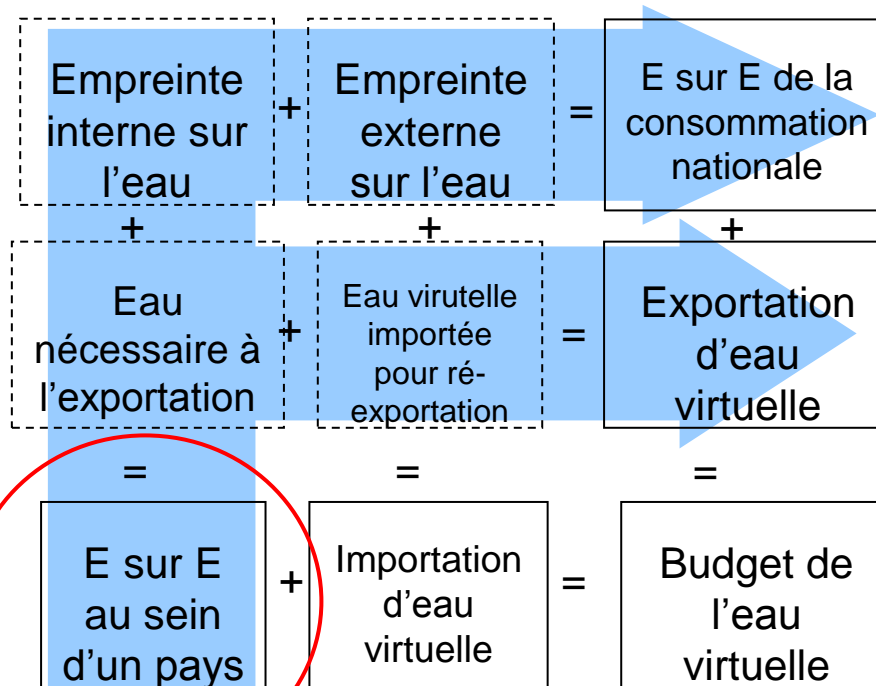 Empreinte
interne sur
l'eau
+
Empreinte
externe
sur l'eau
=
E sur E de la
consommation
nationale
+
+
+
Eau
nécessaire à
l'exportation
+
Eau virutelle
importée
pour ré-
exportation
=
Exportation
d'eau
virtuelle
=
=
=
E sur E
au sein
d'un pays
+
Importation
d'eau
virtuelle
=
Budget de
l'eau
virtuelle